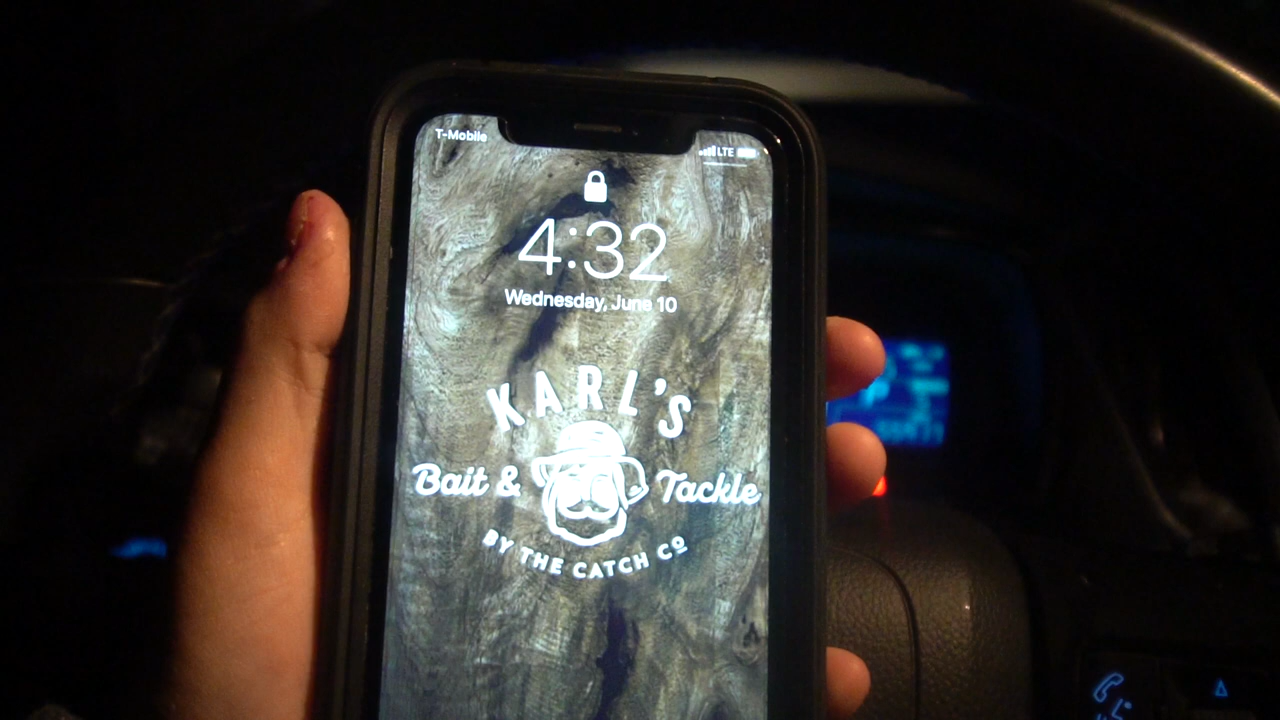 T-Mobile
LTE
4:32
Wednesday, June 10
KARL'S
Bait & Tackle
BY THE CATCH Cº